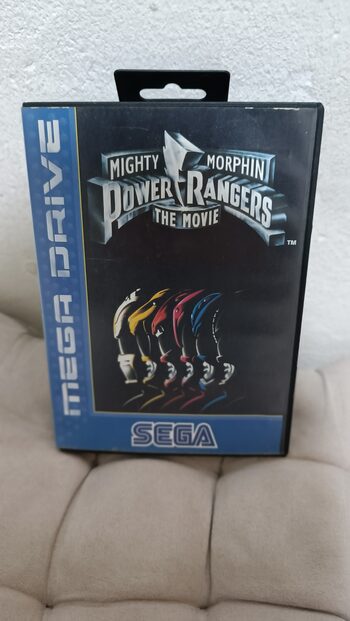 MIGHTY MORPHIN
POWER RANGERS
THE MOVIE
TM
MEGA DRIVE
SEGA